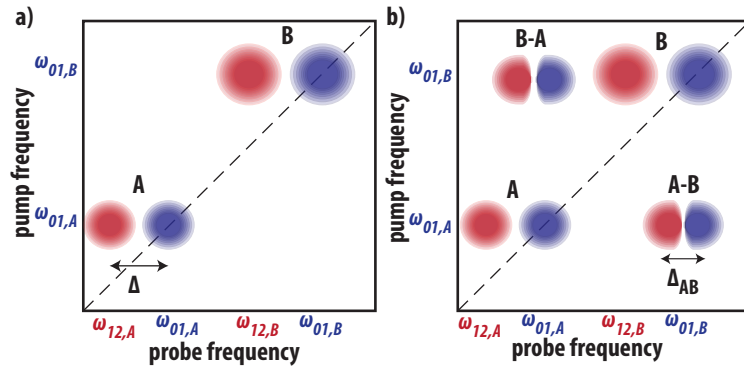 a)
B
ω01,B
pump frequency
A
ω01,A
Δ
ω12,A
ω01,A
ω12,B
ω01,B
probe frequency
b)
B-A
B
ω01,B
pump frequency
A
A-B
ω01,A
ΔAB
ω12,A
ω01,A
ω12,B
ω01,B
probe frequency